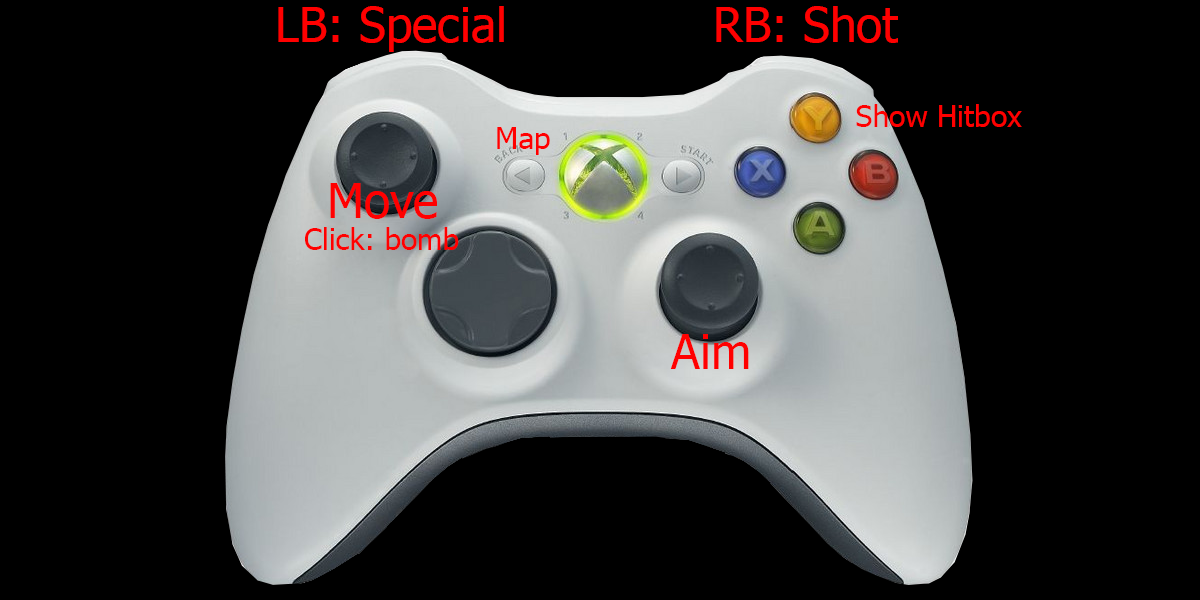 LB: Special
RB: Shot
Show Hitbox
Map
1
2
BACK
START
Y
X
B
A
3
4
Move
Click: bomb
Aim